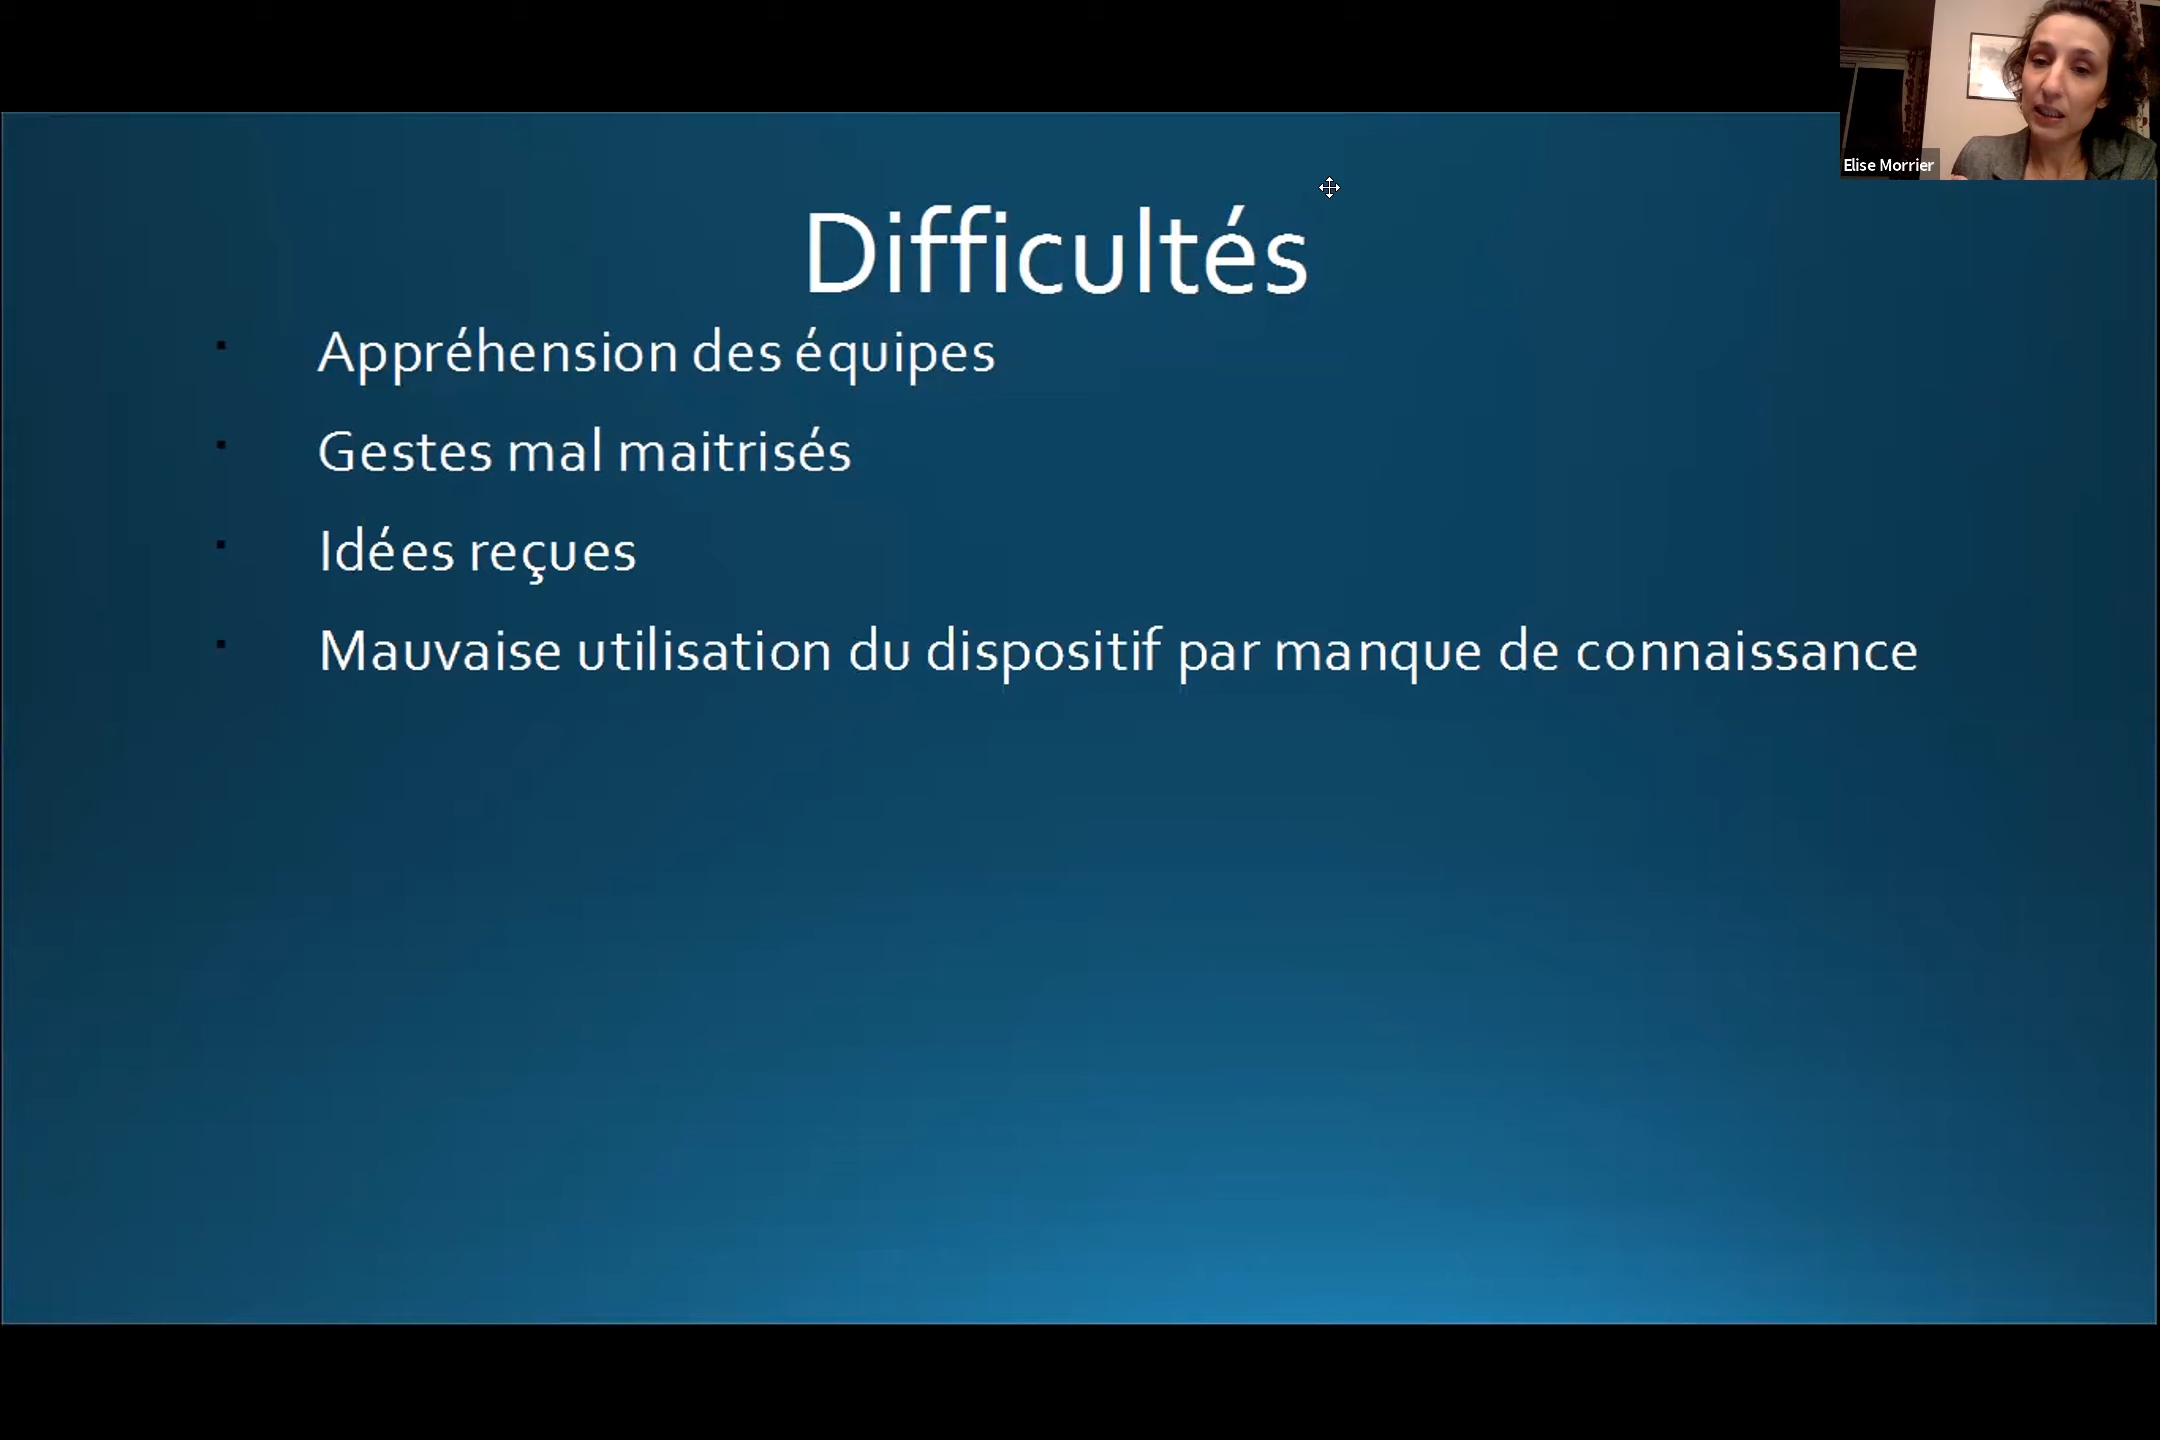 Elise Morrier
Difficultés
Appréhension des équipes
Gestes mal maitrisés
Idées reçues
Mauvaise utilisation du dispositif par manque de connaissance